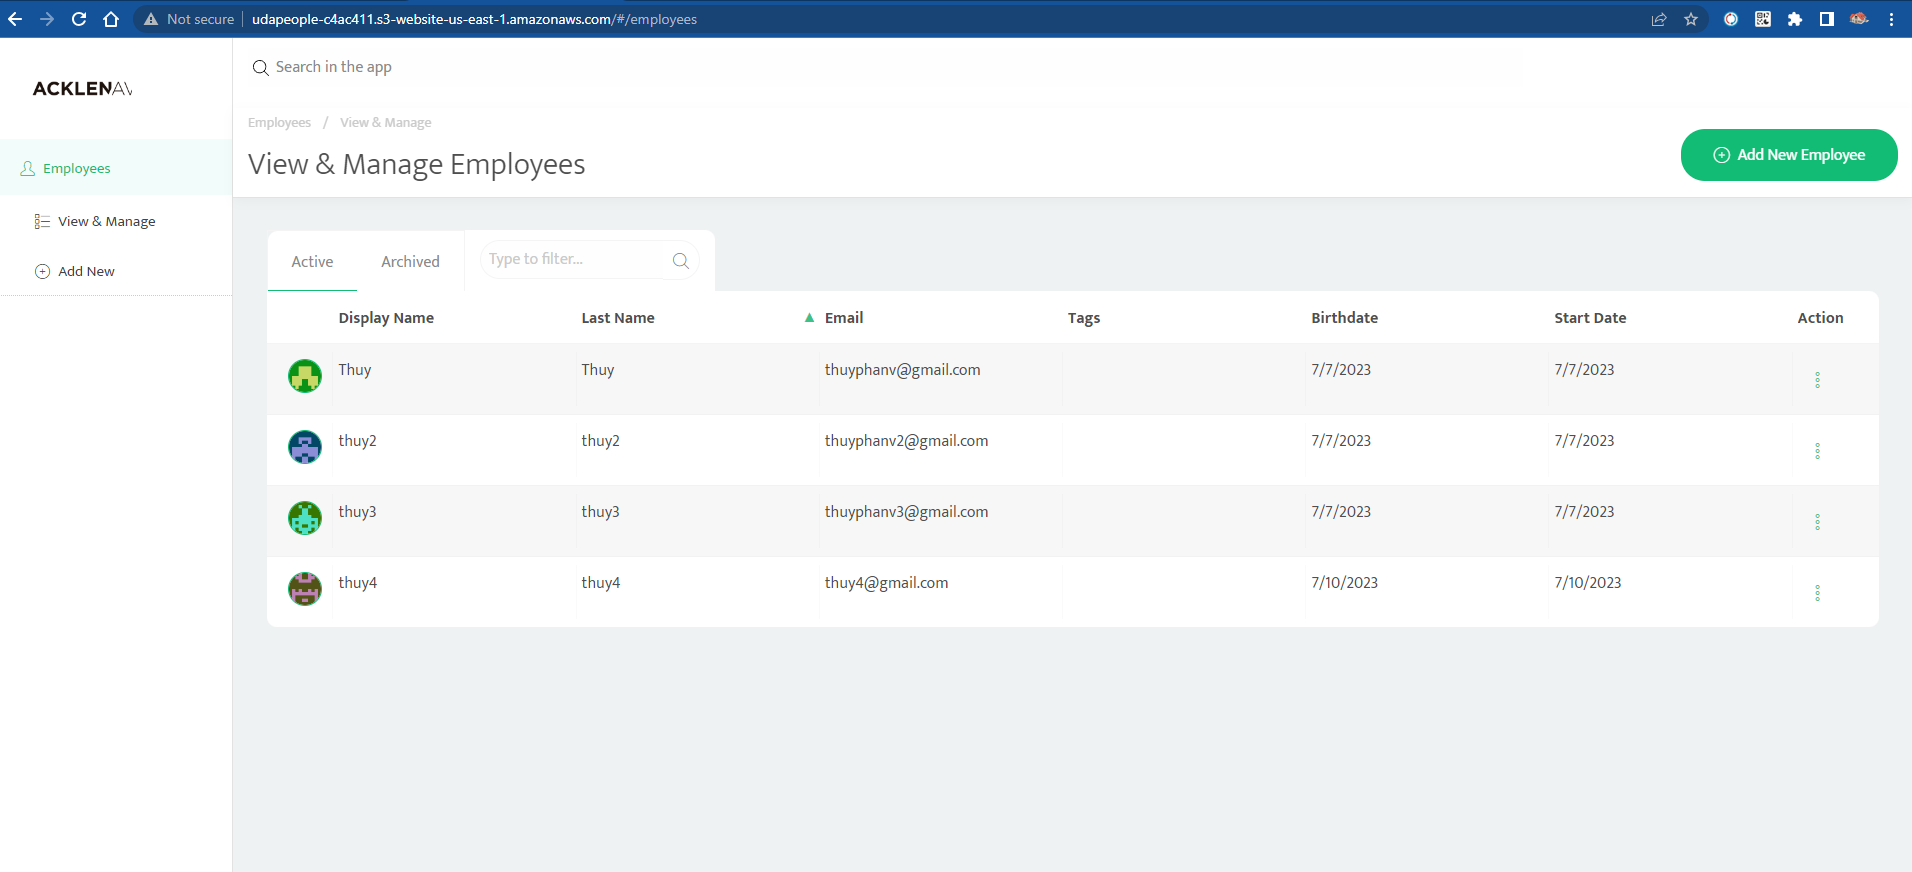 Not secure udapeople-c4ac411.s3-website-us-east-1.amazonaws.com/#/employees
ACKLENAV
Search in the app
Employees / View & Manage
View & Manage Employees
Add New Employee
Employees
View & Manage
Add New
Active Archived Type to filter...
Display Name Last Name ▲ Email Tags Birthdate Start Date Action
Thuy Thuy thuyphanv@gmail.com 7/7/2023 7/7/2023
thuy2 thuy2 thuyphanv2@gmail.com 7/7/2023 7/7/2023
thuy3 thuy3 thuyphanv3@gmail.com 7/7/2023 7/7/2023
thuy4 thuy4 thuy4@gmail.com 7/10/2023 7/10/2023